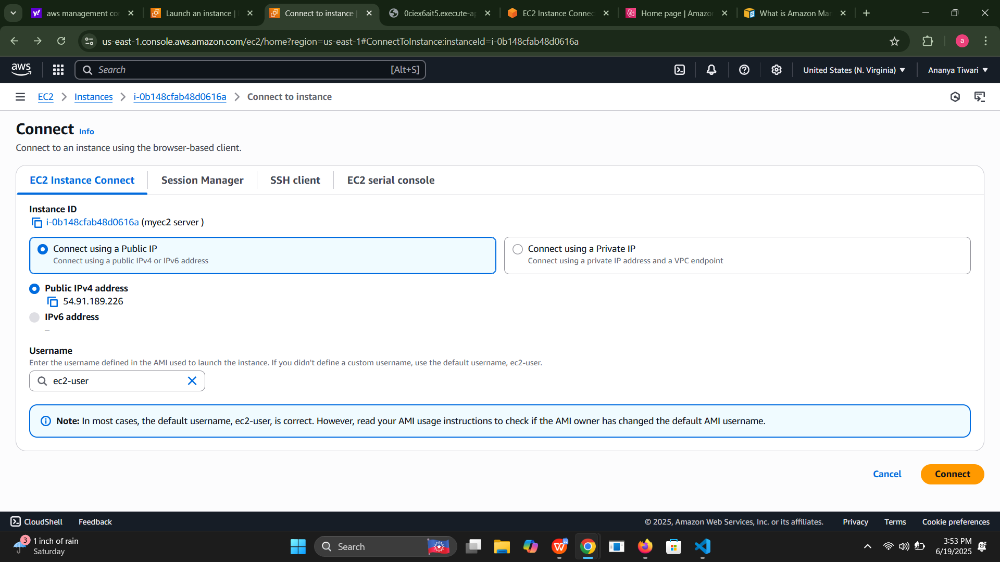 aws management co
Launch an instance |
Connect to instance |
0ciex6ait5.execute-ap
EC2 Instance Connec
Home page | Amazo
What is Amazon Mar
us-east-1.console.aws.amazon.com/ec2/home?region=us-east-1#ConnectToInstance:instanceId=i-0b148cfab48d0616a
a
aws
Search
[Alt+S]
United States (N. Virginia)
Ananya Tiwari
EC2
Instances
i-0b148cfab48d0616a
Connect to instance
Connect Info
Connect to an instance using the browser-based client.
EC2 Instance Connect
Session Manager
SSH client
EC2 serial console
Instance ID
i-0b148cfab48d0616a (myec2 server )
Connect using a Public IP
Connect using a public IPv4 or IPv6 address
Connect using a Private IP
Connect using a private IP address and a VPC endpoint
Public IPv4 address
54.91.189.226
IPv6 address
–
Username
Enter the username defined in the AMI used to launch the instance. If you didn't define a custom username, use the default username, ec2-user.
ec2-user
Note: In most cases, the default username, ec2-user, is correct. However, read your AMI usage instructions to check if the AMI owner has changed the default AMI username.
Cancel
Connect
CloudShell
Feedback
© 2025, Amazon Web Services, Inc. or its affiliates.
Privacy
Terms
Cookie preferences
3
1 inch of rain
Saturday
Search
3:53 PM
6/19/2025